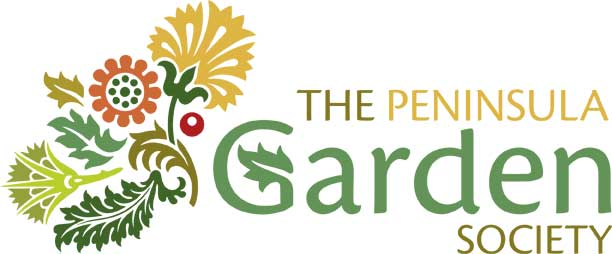 THE PENINSULA
Garden
SOCIETY